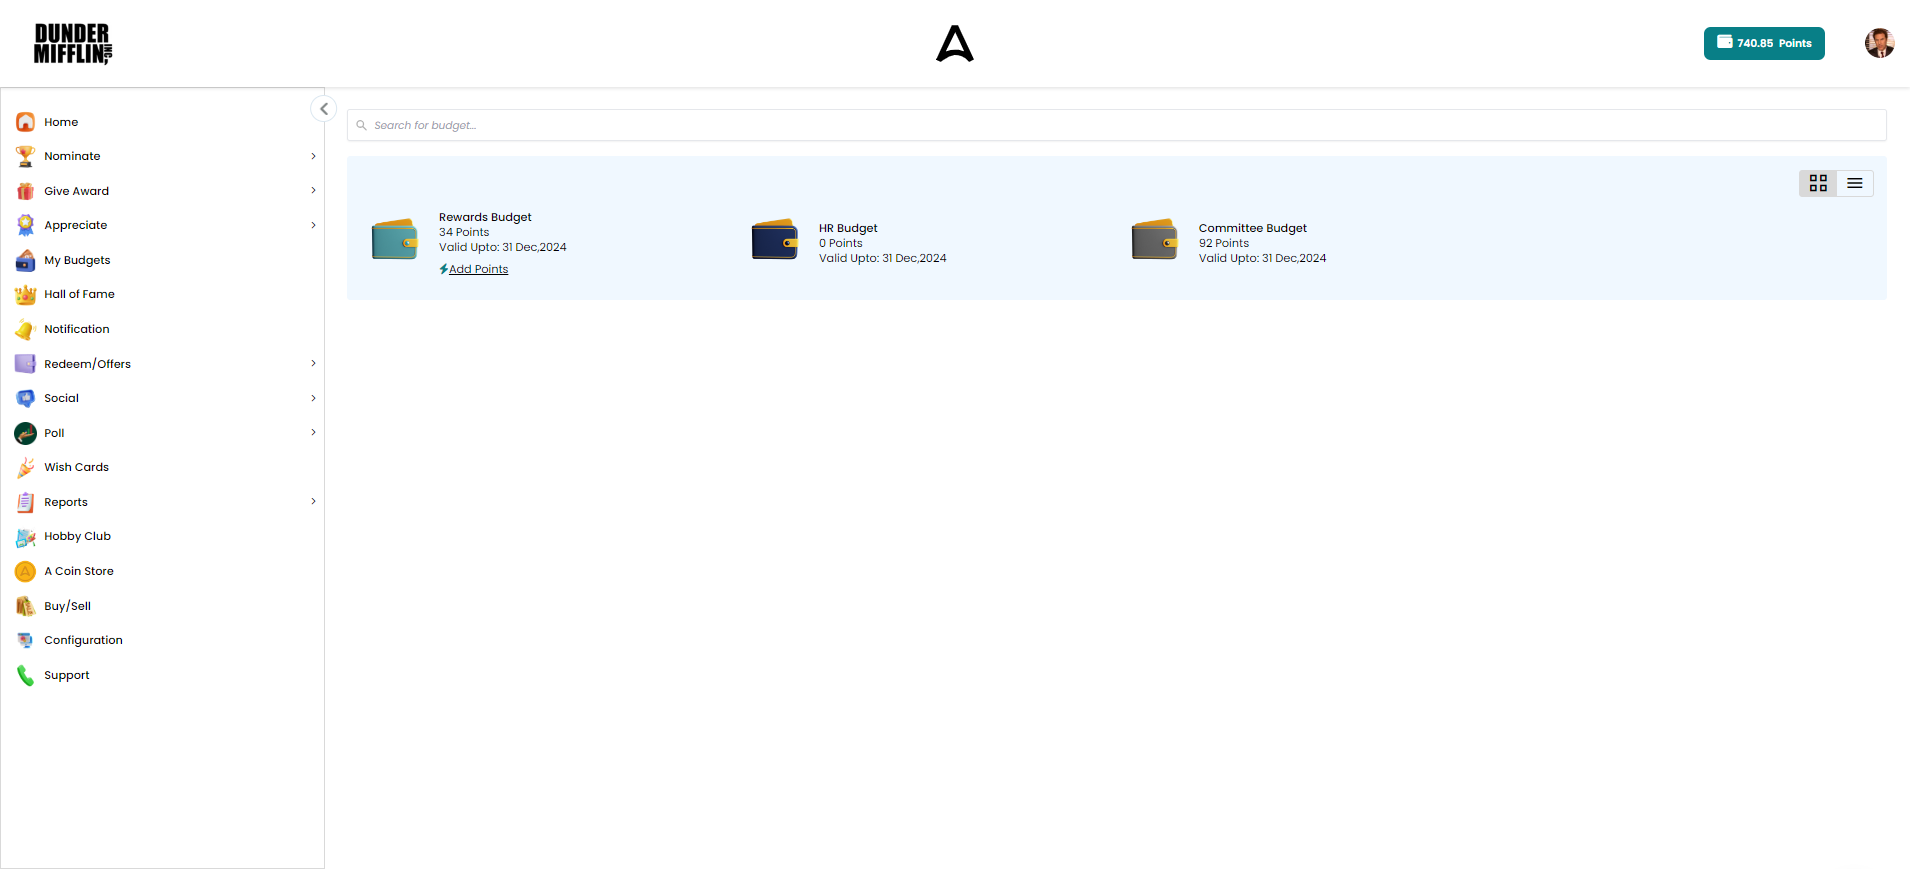 DUNDER
MIFFLIN, INC
740.85 Points
Home
Nominate
Give Award
Appreciate
My Budgets
Hall of Fame
Notification
Redeem/Offers
Social
Poll
Wish Cards
Reports
Hobby Club
A Coin Store
Buy/Sell
Configuration
Support
Search for budget...
Rewards Budget
34 Points
Valid Upto: 31 Dec,2024
Add Points
HR Budget
0 Points
Valid Upto: 31 Dec,2024
Committee Budget
92 Points
Valid Upto: 31 Dec,2024